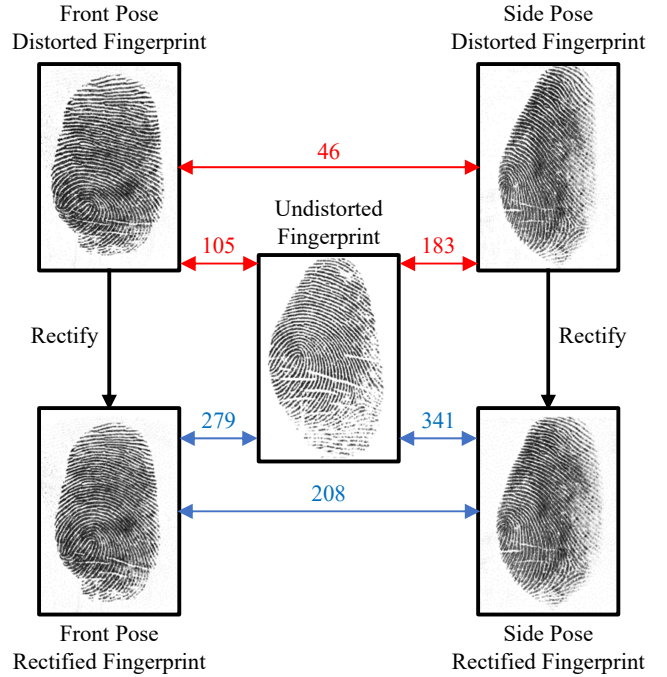 Front Pose
Distorted Fingerprint
Side Pose
Distorted Fingerprint
46
Undistorted
Fingerprint
105
183
Rectify
Rectify
279
341
208
Front Pose
Rectified Fingerprint
Side Pose
Rectified Fingerprint